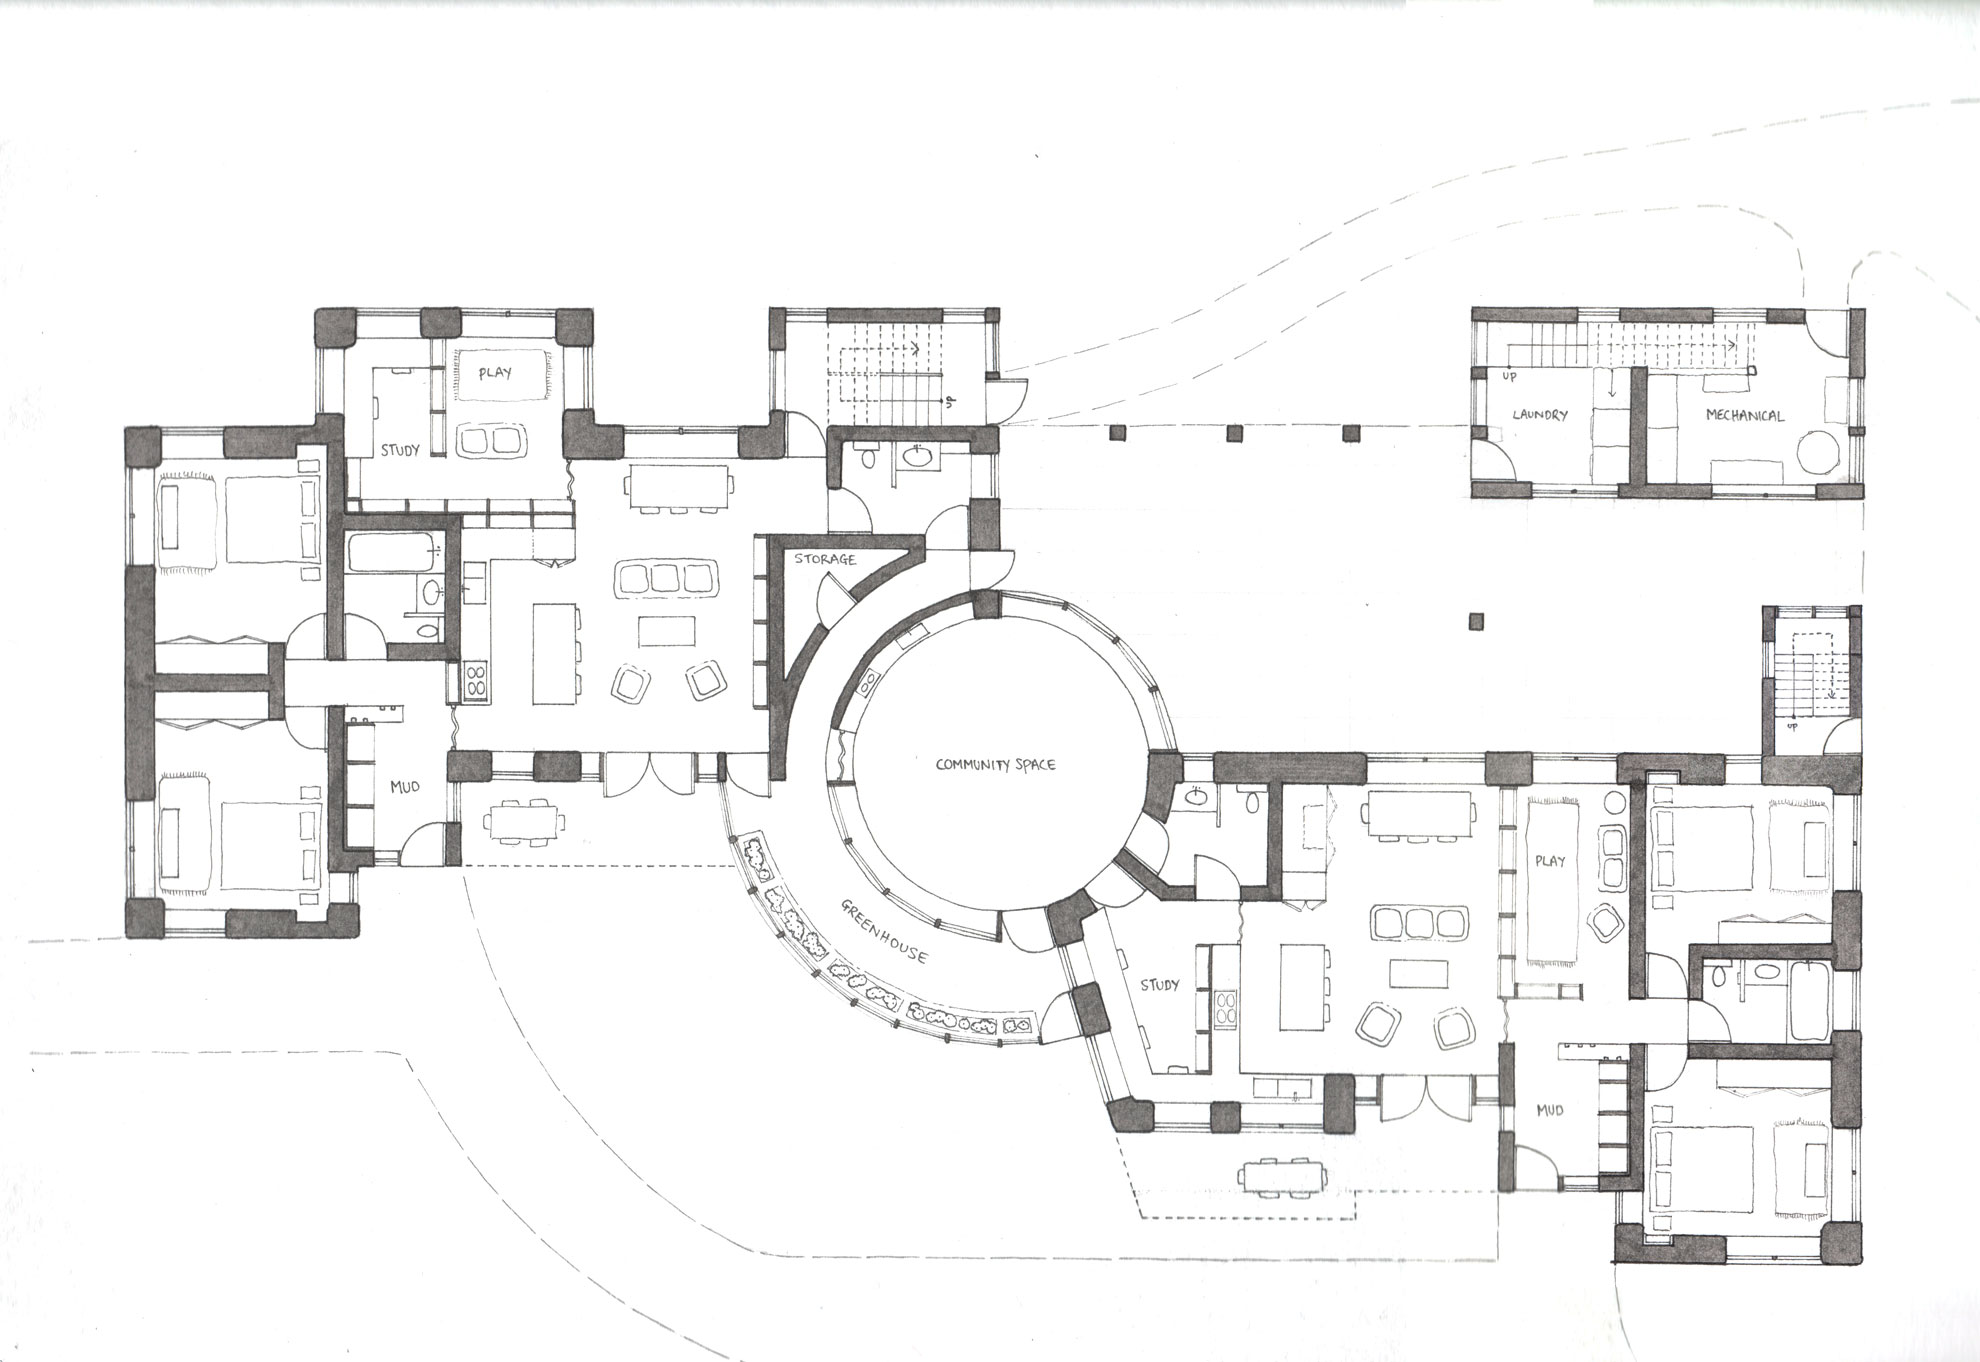 PLAY
STUDY
UP
UP
LAUNDRY
MECHANICAL
STORAGE
UP
MUD
COMMUNITY SPACE
GREENHOUSE
PLAY
STUDY
MUD